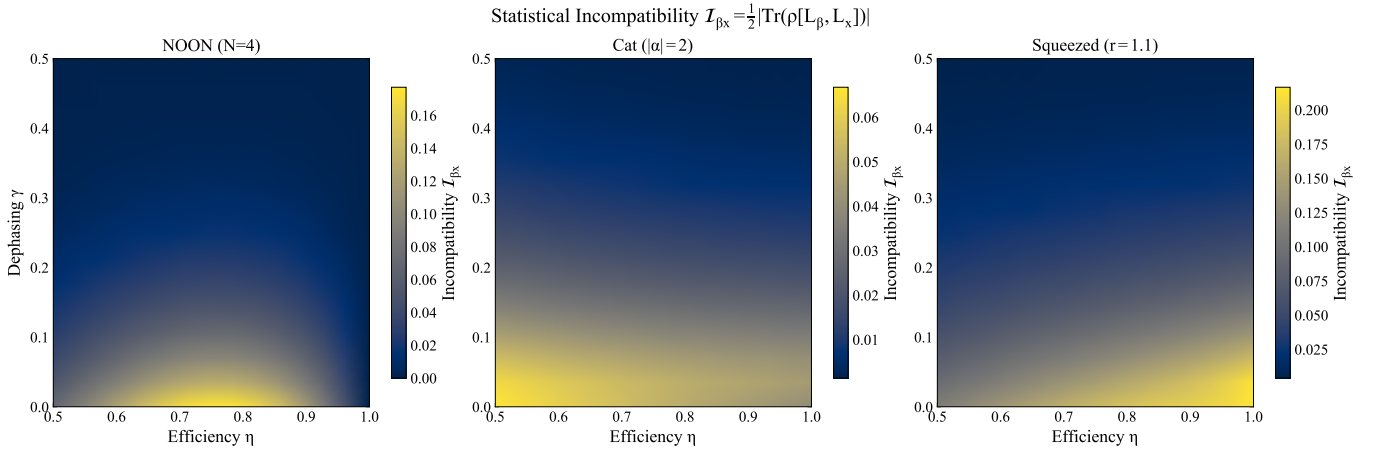 Statistical Incompatibility 𝓘βx = ½|Tr(ρ[Lβ, Lx])|
NOON (N=4)
Dephasing γ
0.5
0.4
0.3
0.2
0.1
0.0
0.5 0.6 0.7 0.8 0.9 1.0
Efficiency η
0.16
0.14
0.12
0.10
0.08
0.06
0.04
0.02
0.00
Incompatibility 𝓘βx
Cat (|α| = 2)
0.5
0.4
0.3
0.2
0.1
0.0
0.5 0.6 0.7 0.8 0.9 1.0
Efficiency η
0.06
0.05
0.04
0.03
0.02
0.01
Incompatibility 𝓘βx
Squeezed (r = 1.1)
0.5
0.4
0.3
0.2
0.1
0.0
0.5 0.6 0.7 0.8 0.9 1.0
Efficiency η
0.200
0.175
0.150
0.125
0.100
0.075
0.050
0.025
Incompatibility 𝓘βx